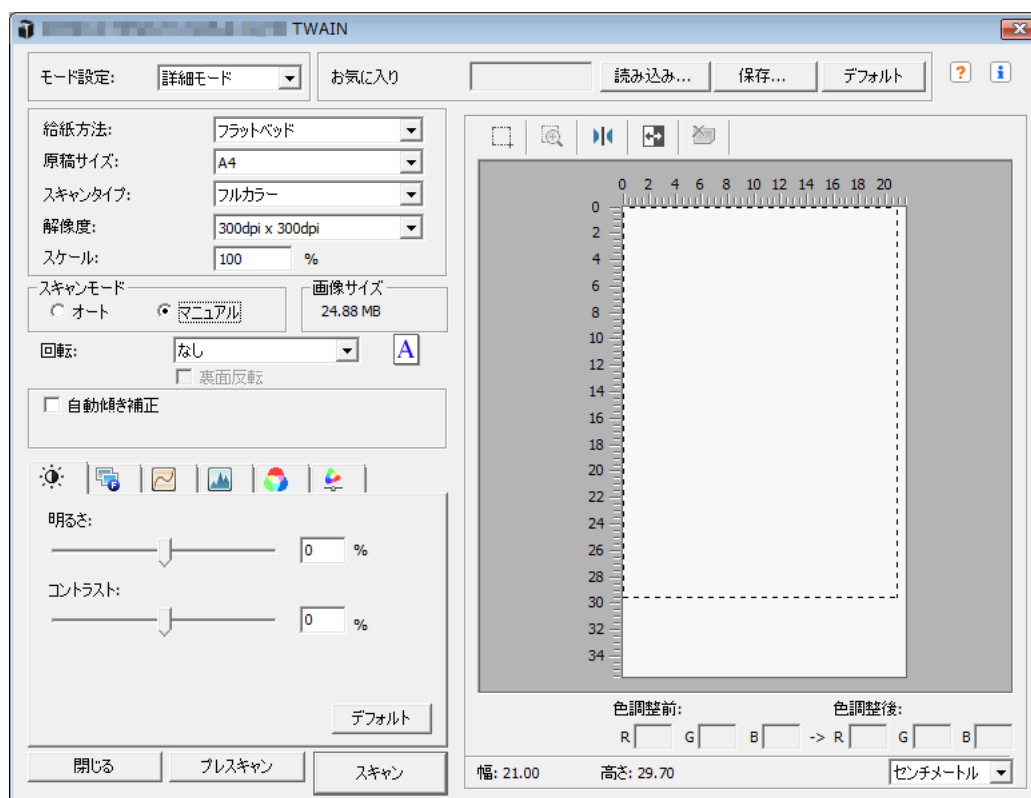 TWAIN
モード設定: 詳細モード お気に入り 読み込み... 保存... デフォルト ? i
給紙方法: フラットベッド
原稿サイズ: A4
スキャンタイプ: フルカラー
解像度: 300dpi x 300dpi
スケール: 100 %
スキャンモード 画像サイズ
オート マニュアル 24.88 MB
回転: なし A
裏面反転
自動傾き補正
F
明るさ: 
0 %
コントラスト:
0 %
デフォルト
閉じる プレスキャン スキャン
0 2 4 6 8 10 12 14 16 18 20
0
2
4
6
8
10
12
14
16
18
20
22
24
26
28
30
32
34
色調整前: 色調整後:
R G B -> R G B
幅: 21.00 高さ: 29.70 センチメートル